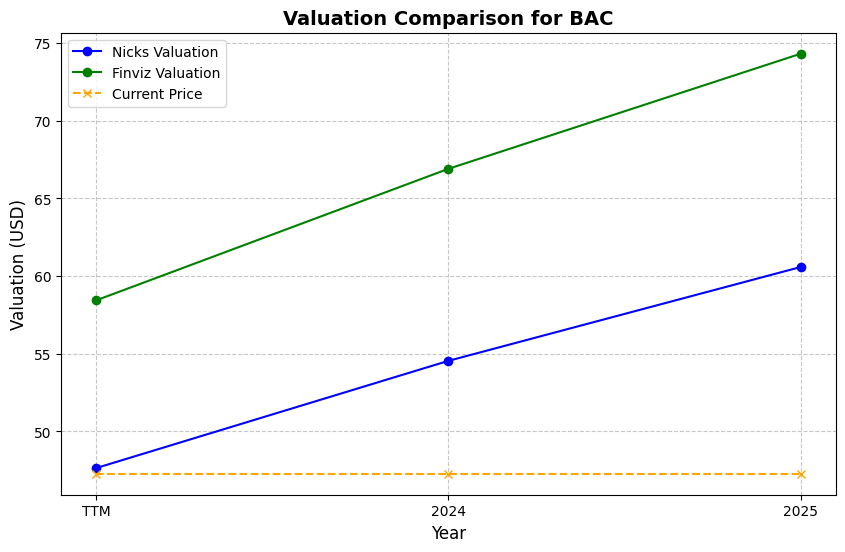 Valuation Comparison for BAC
Nicks Valuation
Finviz Valuation
Current Price
Valuation (USD)
75
70
65
60
55
50
TTM
2024
2025
Year